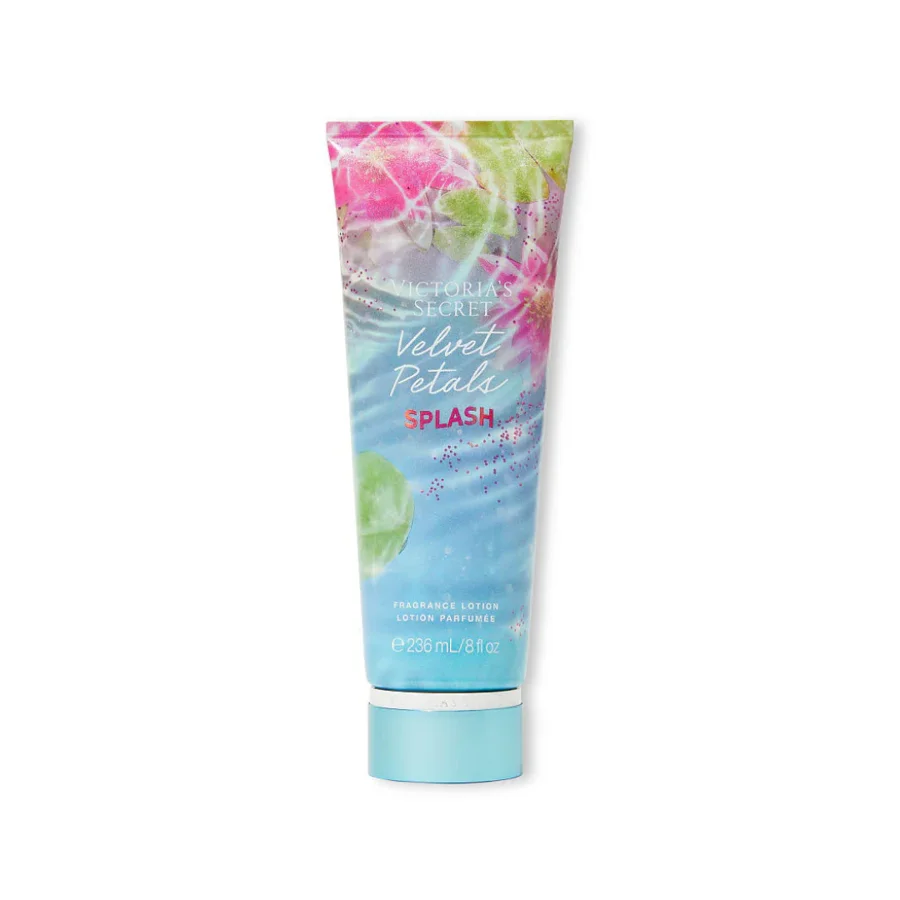 VICTORIA'S
SECRET
Velvet
Petals
SPLASH
FRAGRANCE LOTION
LOTION PARFUMÉE
℮236 mL/8 fl oz